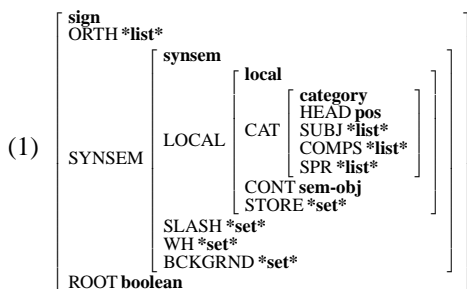 sign
ORTH *list*
synsem
local
category
HEAD pos
SUBJ *list*
CAT
COMPS *list*
LOCAL
(1)
SPR *list*
SYNSEM
CONT sem-obj
STORE *set*
SLASH *set*
WH *set*
BCKGRND *set*
ROOT boolean